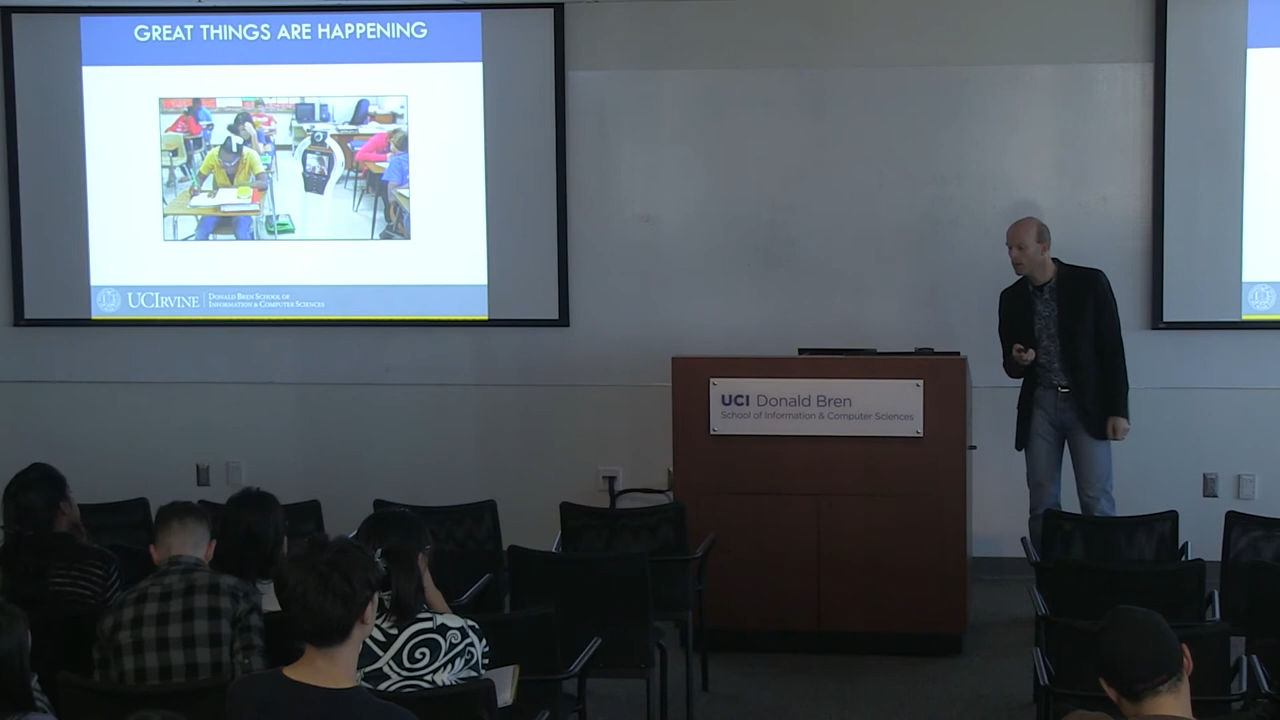 GREAT THINGS ARE HAPPENING
UCIRVINE
DONALD BREN SCHOOL OF
INFORMATION & COMPUTER SCIENCES
UCI Donald Bren
School of Information & Computer Sciences